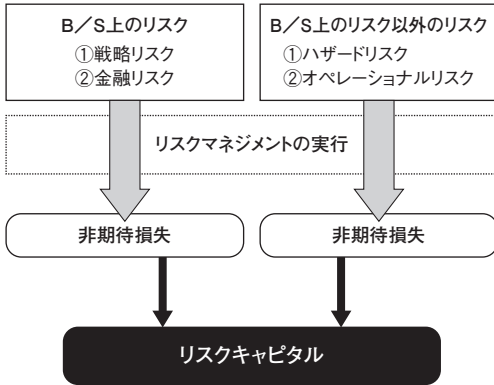 B／S上のリスク
①戦略リスク
②金融リスク
B／S上のリスク以外のリスク
①ハザードリスク
②オペレーショナルリスク
リスクマネジメントの実行
非期待損失
非期待損失
リスクキャピタル